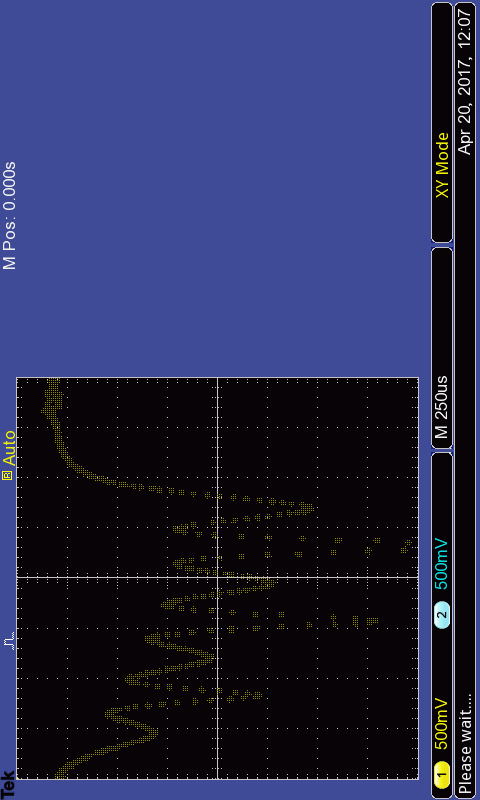 Tek
Auto
M Pos: 0.000s
1 500mV
2 500mV
M 250us
XY Mode
Please wait....
Apr 20, 2017, 12:07